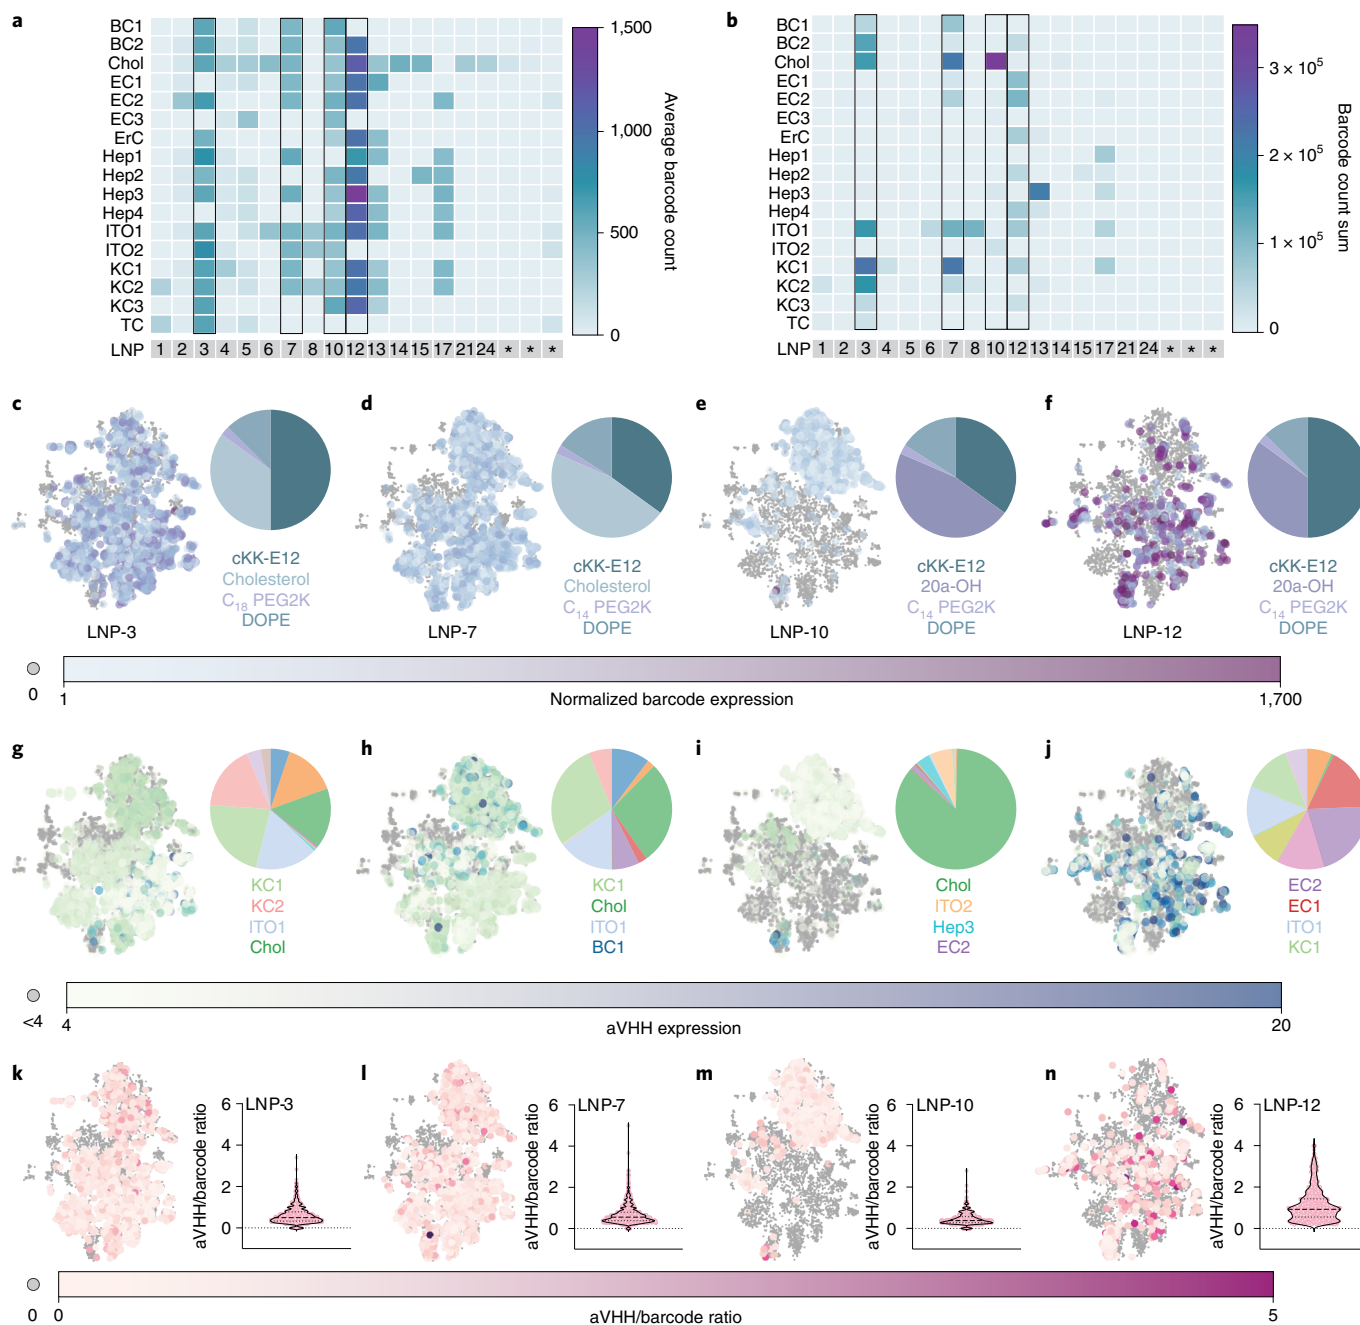 a
BC1
BC2
Chol
EC1
EC2
EC3
ErC
Hep1
Hep2
Hep3
Hep4
ITO1
ITO2
KC1
KC2
KC3
TC
LNP 1 2 3 4 5 6 7 8 10 12 13 14 15 17 21 24 * * *
1,500
1,000
500
0
Average barcode count
b
BC1
BC2
Chol
EC1
EC2
EC3
ErC
Hep1
Hep2
Hep3
Hep4
ITO1
ITO2
KC1
KC2
KC3
TC
LNP 1 2 3 4 5 6 7 8 10 12 13 14 15 17 21 24 * * *
3 × 10⁵
2 × 10⁵
1 × 10⁵
0
Barcode count sum
c
cKK-E12
Cholesterol
C₁₈ PEG2K
DOPE
LNP-3
d
cKK-E12
Cholesterol
C₁₄ PEG2K
DOPE
LNP-7
e
cKK-E12
20a-OH
C₁₄ PEG2K
DOPE
LNP-10
f
cKK-E12
20a-OH
C₁₄ PEG2K
DOPE
LNP-12
0 1 Normalized barcode expression 1,700
g
KC1
KC2
ITO1
Chol
h
KC1
Chol
ITO1
BC1
i
Chol
ITO2
Hep3
EC2
j
EC2
EC1
ITO1
KC1
<4 4 aVHH expression 20
k
aVHH/barcode ratio
6
4
2
0
LNP-3
l
aVHH/barcode ratio
6
4
2
0
LNP-7
m
aVHH/barcode ratio
6
4
2
0
LNP-10
n
aVHH/barcode ratio
6
4
2
0
LNP-12
0 0 aVHH/barcode ratio 5